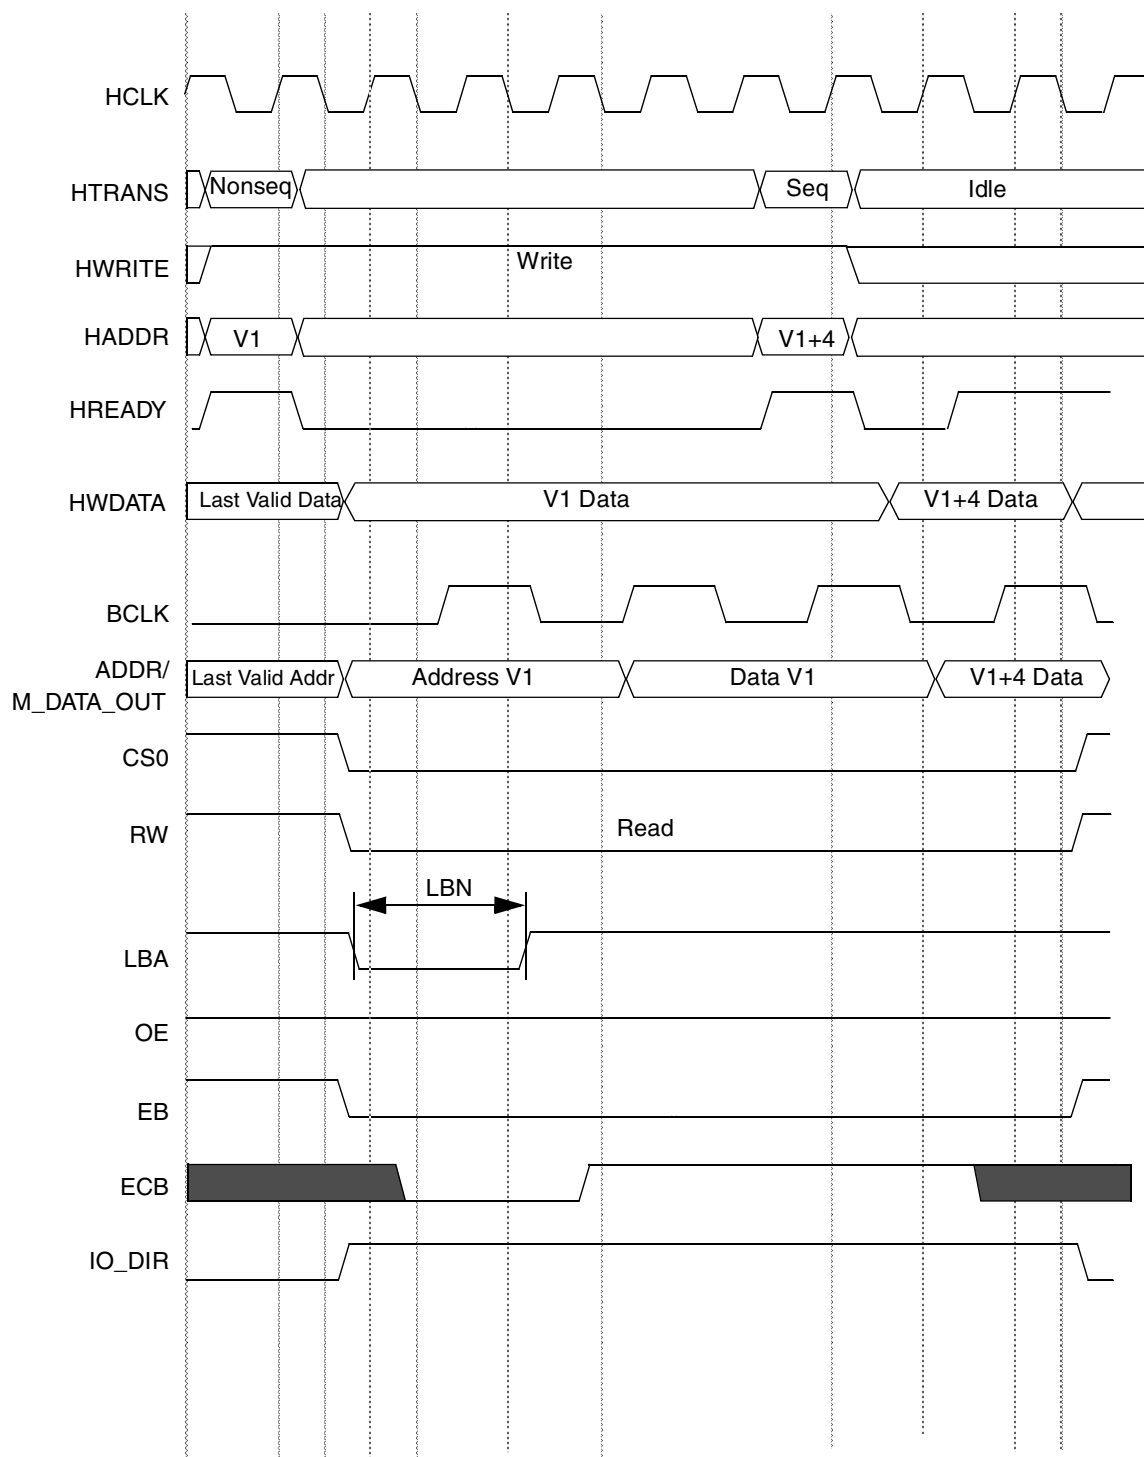 HCLK
HTRANS Nonseq Seq Idle
HWRITE Write
HADDR V1 V1+4
HREADY
HWDATA Last Valid Data V1 Data V1+4 Data
BCLK
ADDR/
M_DATA_OUT Last Valid Addr Address V1 Data V1 V1+4 Data
CS0
RW Read
LBN
LBA
OE
EB
ECB
IO_DIR